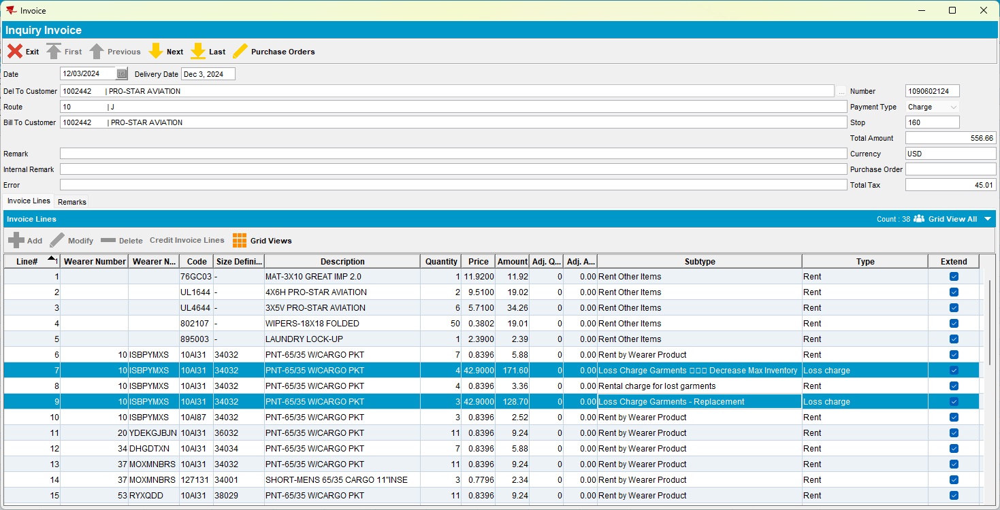 Invoice
Inquiry Invoice
Exit First Previous Next Last Purchase Orders
Date 12/03/2024 16 Delivery Date Dec 3, 2024
Del To Customer 1002442 | PRO-STAR AVIATION ... Number 1090602124
Route 10 | J Payment Type Charge
Bill To Customer 1002442 | PRO-STAR AVIATION Stop 160
Total Amount 556.66
Remark Currency USD
Internal Remark Purchase Order
Error Total Tax 45.01
Invoice Lines Remarks
Invoice Lines Count : 38 Grid View All
Add Modify Delete Credit Invoice Lines Grid Views
Line# 1 Wearer Number Wearer N... Code Size Defini... Description Quantity Price Amount Adj. Q... Adj. A... Subtype Type Extend
1 76GC03 - MAT-3X10 GREAT IMP 2.0 1 11.9200 11.92 0 0.00 Rent Other Items Rent
2 UL1644 - 4X6H PRO-STAR AVIATION 2 9.5100 19.02 0 0.00 Rent Other Items Rent
3 UL4644 - 3X5V PRO-STAR AVIATION 6 5.7100 34.26 0 0.00 Rent Other Items Rent
4 802107 - WIPERS-18X18 FOLDED 50 0.3802 19.01 0 0.00 Rent Other Items Rent
5 895003 - LAUNDRY LOCK-UP 1 2.3900 2.39 0 0.00 Rent Other Items Rent
6 10 ISBPYMXS 10AI31 34032 PNT-65/35 W/CARGO PKT 7 0.8396 5.88 0 0.00 Rent by Wearer Product Rent
7 10 ISBPYMXS 10AI31 34032 PNT-65/35 W/CARGO PKT 4 42.9000 171.60 0 0.00 Loss Charge Garments □□□ Decrease Max Inventory Loss charge
8 10 ISBPYMXS 10AI31 34032 PNT-65/35 W/CARGO PKT 4 0.8396 3.36 0 0.00 Rental charge for lost garments Rent
9 10 ISBPYMXS 10AI31 34032 PNT-65/35 W/CARGO PKT 3 42.9000 128.70 0 0.00 Loss Charge Garments - Replacement Loss charge
10 10 ISBPYMXS 10AI87 34032 PNT-65/35 W/CARGO PKT 3 0.8396 2.52 0 0.00 Rent by Wearer Product Rent
11 20 YDEKGJBJN 10AI31 36032 PNT-65/35 W/CARGO PKT 11 0.8396 9.24 0 0.00 Rent by Wearer Product Rent
12 34 DHGDTXN 10AI31 34034 PNT-65/35 W/CARGO PKT 7 0.8396 5.88 0 0.00 Rent by Wearer Product Rent
13 37 MOXMNBRS 10AI31 34032 PNT-65/35 W/CARGO PKT 11 0.8396 9.24 0 0.00 Rent by Wearer Product Rent
14 37 MOXMNBRS 127131 34001 SHORT-MENS 65/35 CARGO 11"INSE 3 0.7796 2.34 0 0.00 Rent by Wearer Product Rent
15 53 RYXQDD 10AI31 38029 PNT-65/35 W/CARGO PKT 11 0.8396 9.24 0 0.00 Rent by Wearer Product Rent